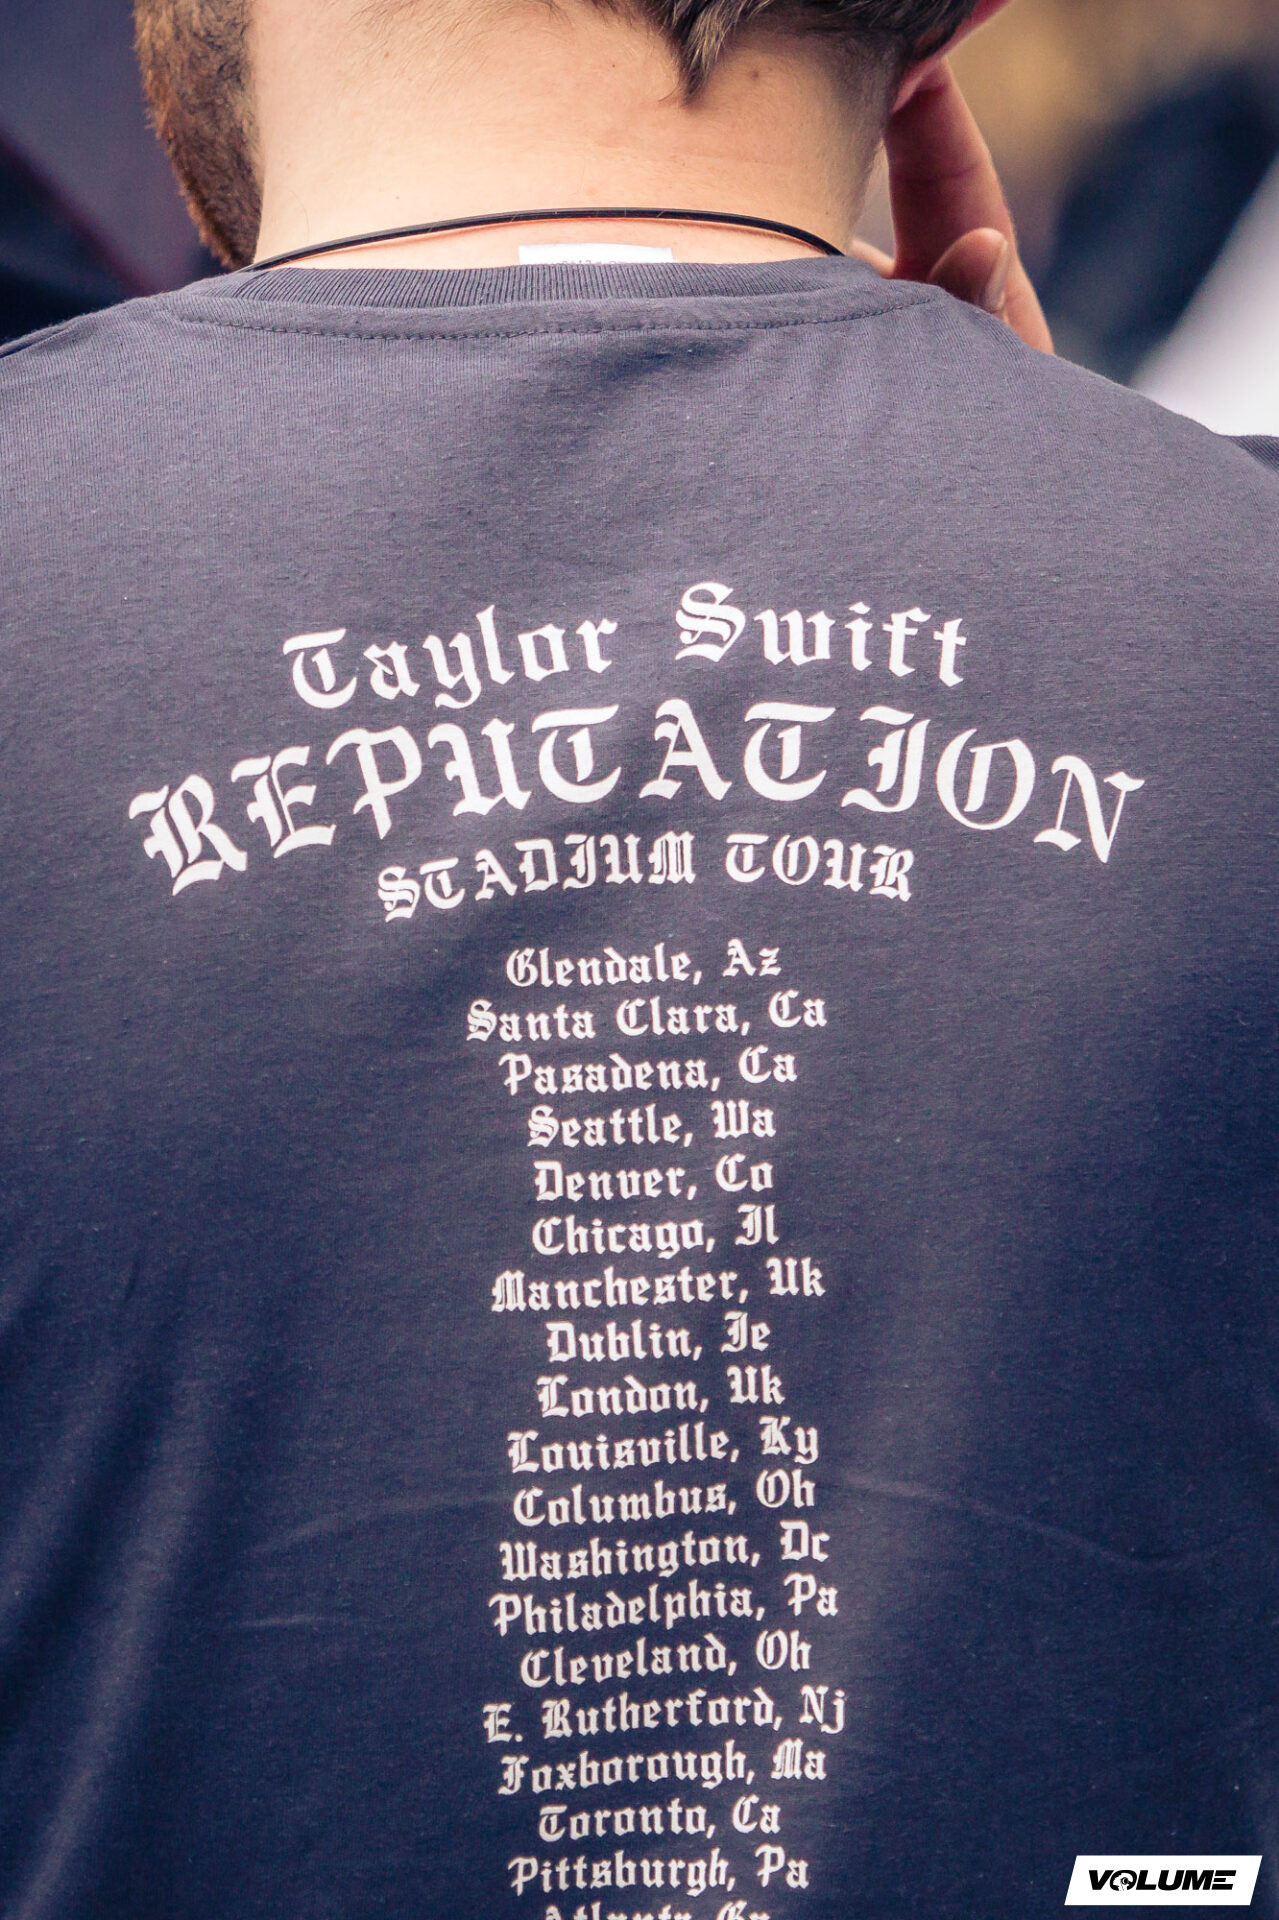 Taylor Swift
REPUTATION
STADIUM TOUR
Glendale, Az
Santa Clara, Ca
Pasadena, Ca
Seattle, Wa
Denver, Co
Chicago, Il
Manchester, Uk
Dublin, Ie
London, Uk
Louisville, Ky
Columbus, Oh
Washington, Dc
Philadelphia, Pa
Cleveland, Oh
E. Rutherford, Nj
Foxborough, Ma
Toronto, Ca
Pittsburgh, Pa
Atlanta, Ga
VOLUME